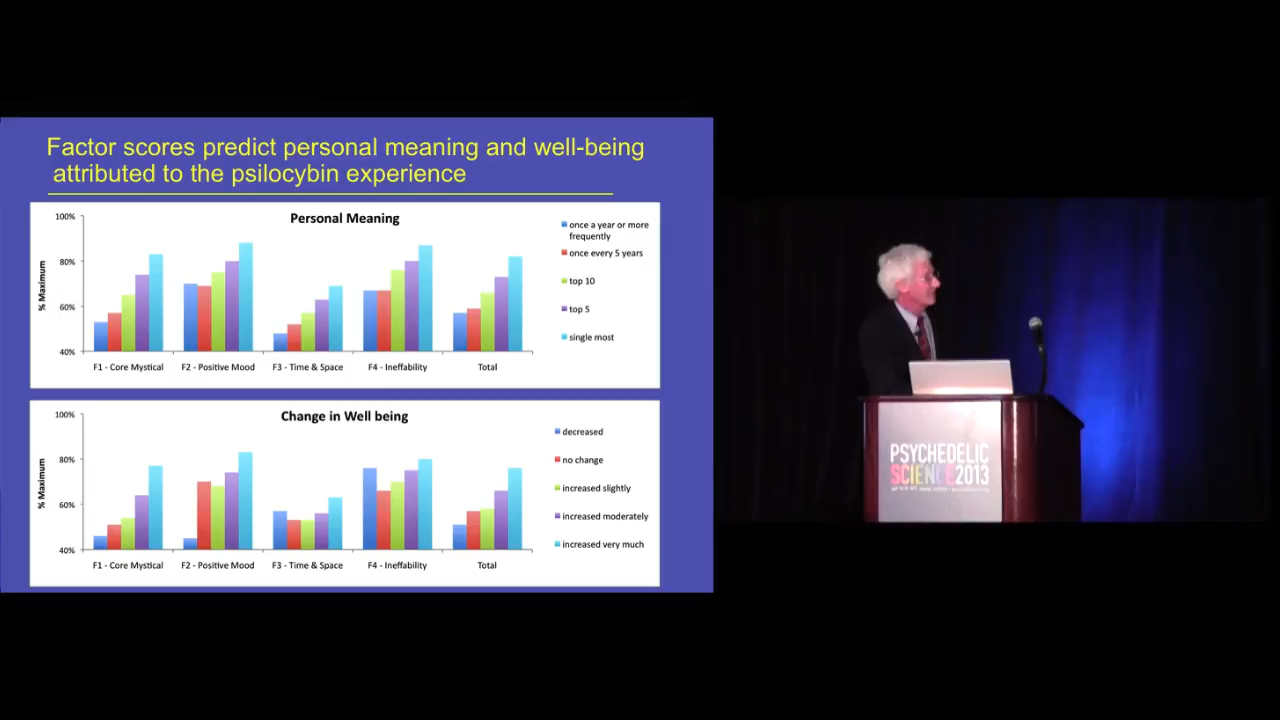 Factor scores predict personal meaning and well-being
attributed to the psilocybin experience
Personal Meaning
% Maximum
100%
80%
60%
40%
F1 - Core Mystical
F2 - Positive Mood
F3 - Time & Space
F4 - Ineffability
Total
once a year or more
frequently
once every 5 years
top 10
top 5
single most
Change in Well being
% Maximum
100%
80%
60%
40%
F1 - Core Mystical
F2 - Positive Mood
F3 - Time & Space
F4 - Ineffability
Total
decreased
no change
increased slightly
increased moderately
increased very much
PSYCHEDELIC
SCIENCE 2013